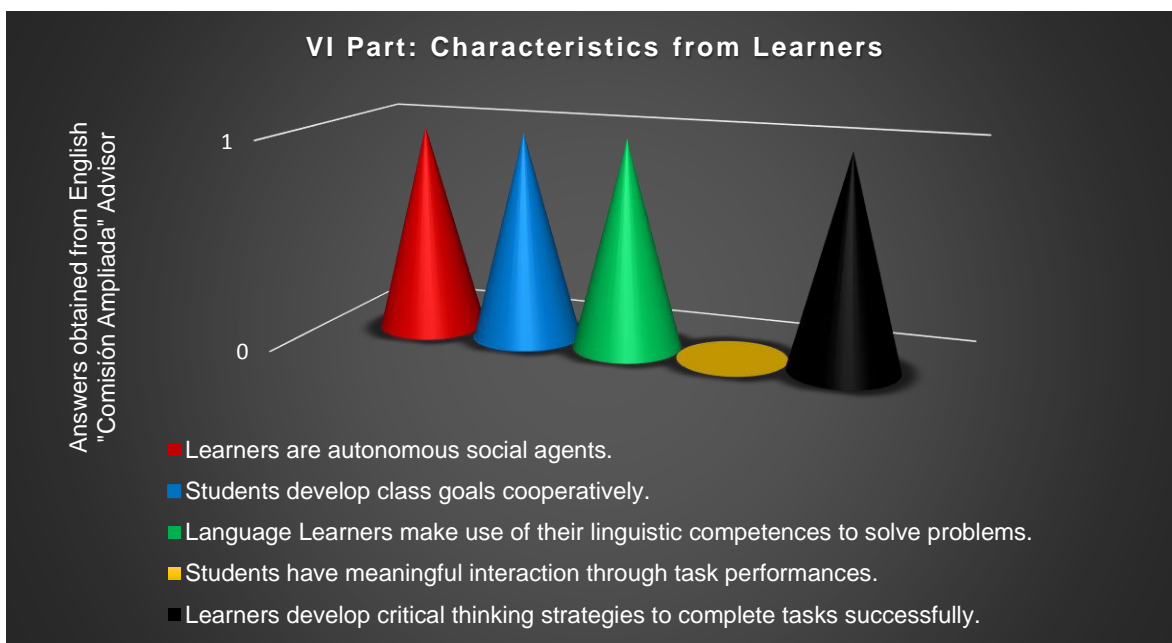 VI Part: Characteristics from Learners
Answers obtained from English
"Comisión Ampliada" Advisor
1
0
Learners are autonomous social agents.
Students develop class goals cooperatively.
Language Learners make use of their linguistic competences to solve problems.
Students have meaningful interaction through task performances.
Learners develop critical thinking strategies to complete tasks successfully.